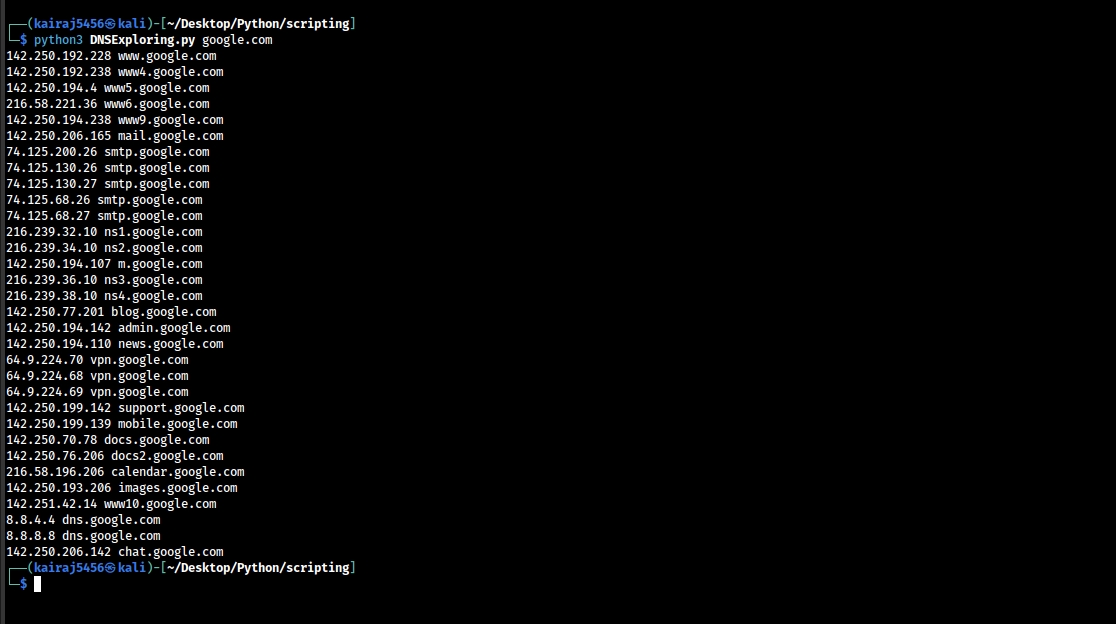 ┌──(kairaj5456㉿kali)-[~/Desktop/Python/scripting]
└─$ python3 DNSExploring.py google.com
142.250.192.228 www.google.com
142.250.192.238 www4.google.com
142.250.194.4 www5.google.com
216.58.221.36 www6.google.com
142.250.194.238 www9.google.com
142.250.206.165 mail.google.com
74.125.200.26 smtp.google.com
74.125.130.26 smtp.google.com
74.125.130.27 smtp.google.com
74.125.68.26 smtp.google.com
74.125.68.27 smtp.google.com
216.239.32.10 ns1.google.com
216.239.34.10 ns2.google.com
142.250.194.107 m.google.com
216.239.36.10 ns3.google.com
216.239.38.10 ns4.google.com
142.250.77.201 blog.google.com
142.250.194.142 admin.google.com
142.250.194.110 news.google.com
64.9.224.70 vpn.google.com
64.9.224.68 vpn.google.com
64.9.224.69 vpn.google.com
142.250.199.142 support.google.com
142.250.199.139 mobile.google.com
142.250.70.78 docs.google.com
142.250.76.206 docs2.google.com
216.58.196.206 calendar.google.com
142.250.193.206 images.google.com
142.251.42.14 www10.google.com
8.8.4.4 dns.google.com
8.8.8.8 dns.google.com
142.250.206.142 chat.google.com
┌──(kairaj5456㉿kali)-[~/Desktop/Python/scripting]
└─$